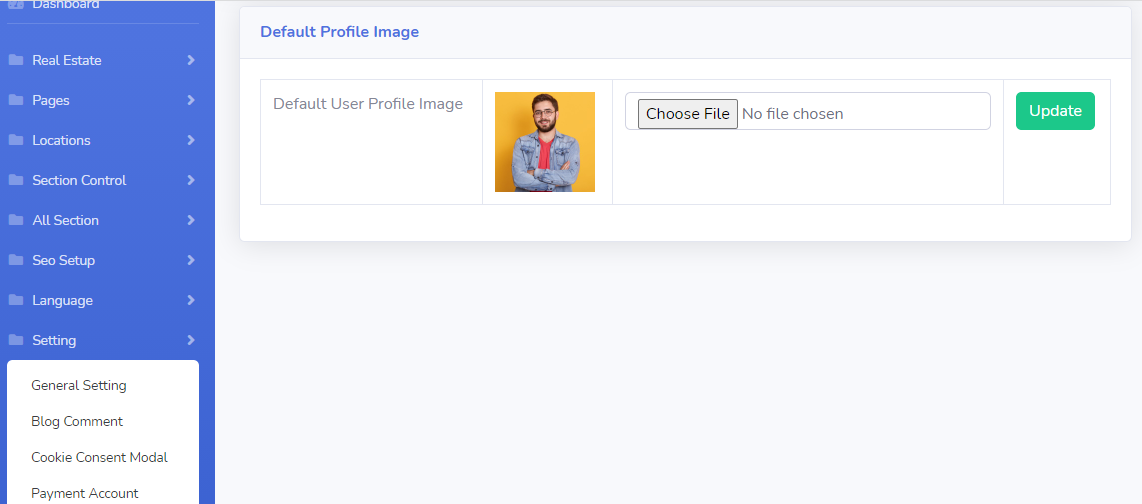 Dashboard
Real Estate
Pages
Locations
Section Control
All Section
Seo Setup
Language
Setting
General Setting
Blog Comment
Cookie Consent Modal
Payment Account
Default Profile Image
Default User Profile Image
Choose File No file chosen
Update